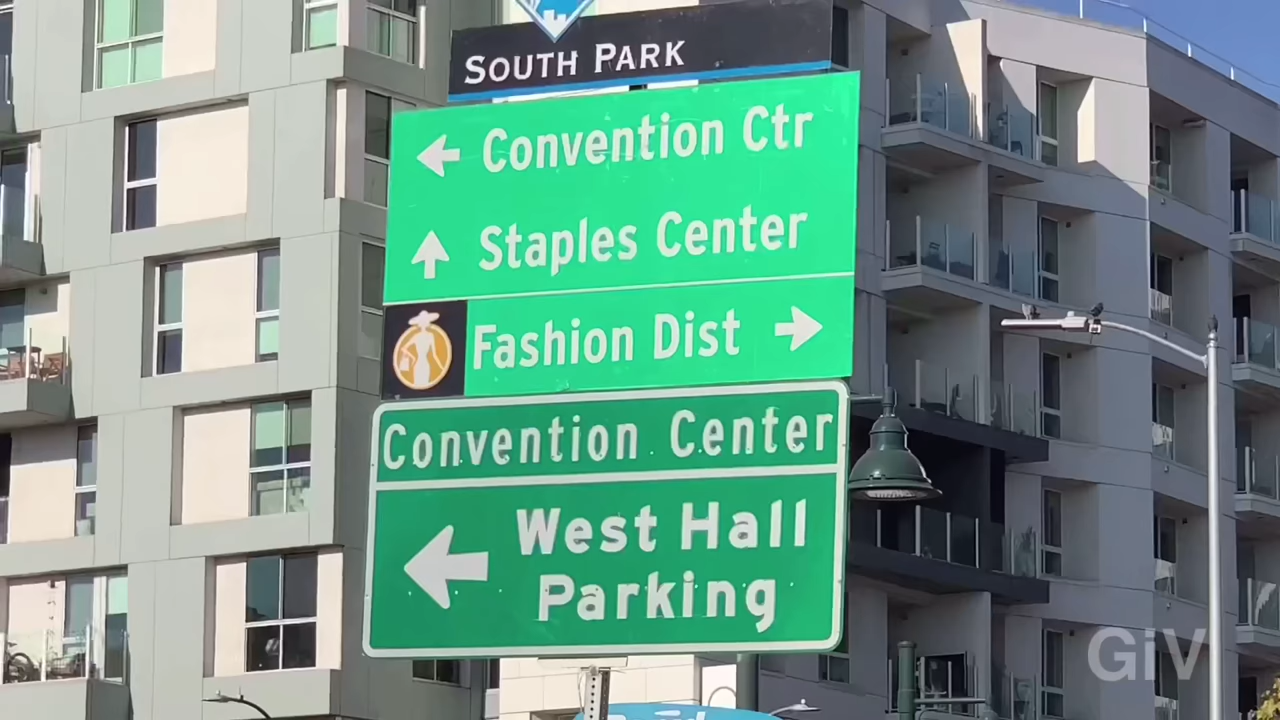 SOUTH PARK
Convention Ctr
Staples Center
Fashion Dist
Convention Center
West Hall
Parking
GiV